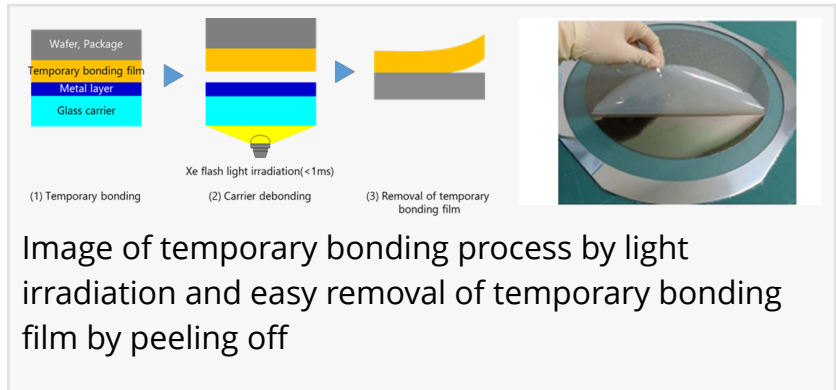 Wafer, Package
Temporary bonding film
Metal layer
Glass carrier
Xe flash light irradiation(<1ms)
(1) Temporary bonding
(2) Carrier debonding
(3) Removal of temporary
bonding film
Image of temporary bonding process by light
irradiation and easy removal of temporary bonding
film by peeling off